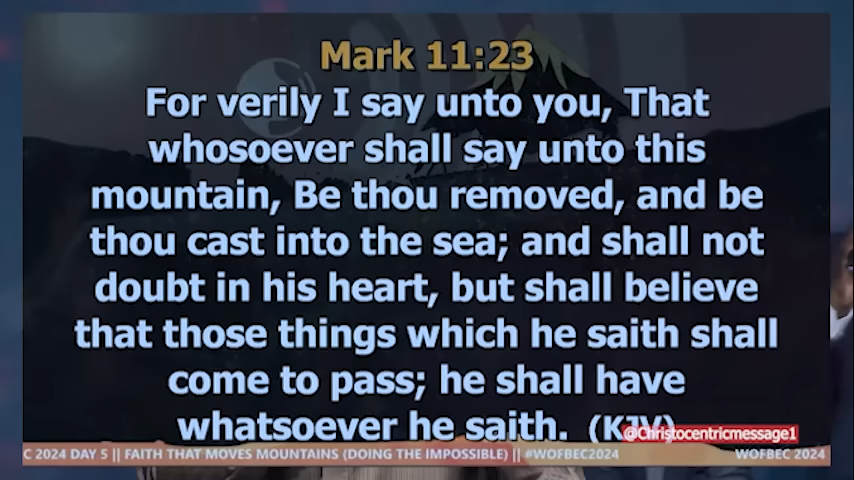 Mark 11:23
For verily I say unto you, That
whosoever shall say unto this
mountain, Be thou removed, and be
thou cast into the sea; and shall not
doubt in his heart, but shall believe
that those things which he saith shall
come to pass; he shall have
whatsoever he saith. (KJV)
@Christocentricmessage1
C 2024 DAY 5 || FAITH THAT MOVES MOUNTAINS (DOING THE IMPOSSIBLE) || #WOFBEC2024 WOFBEC 2024